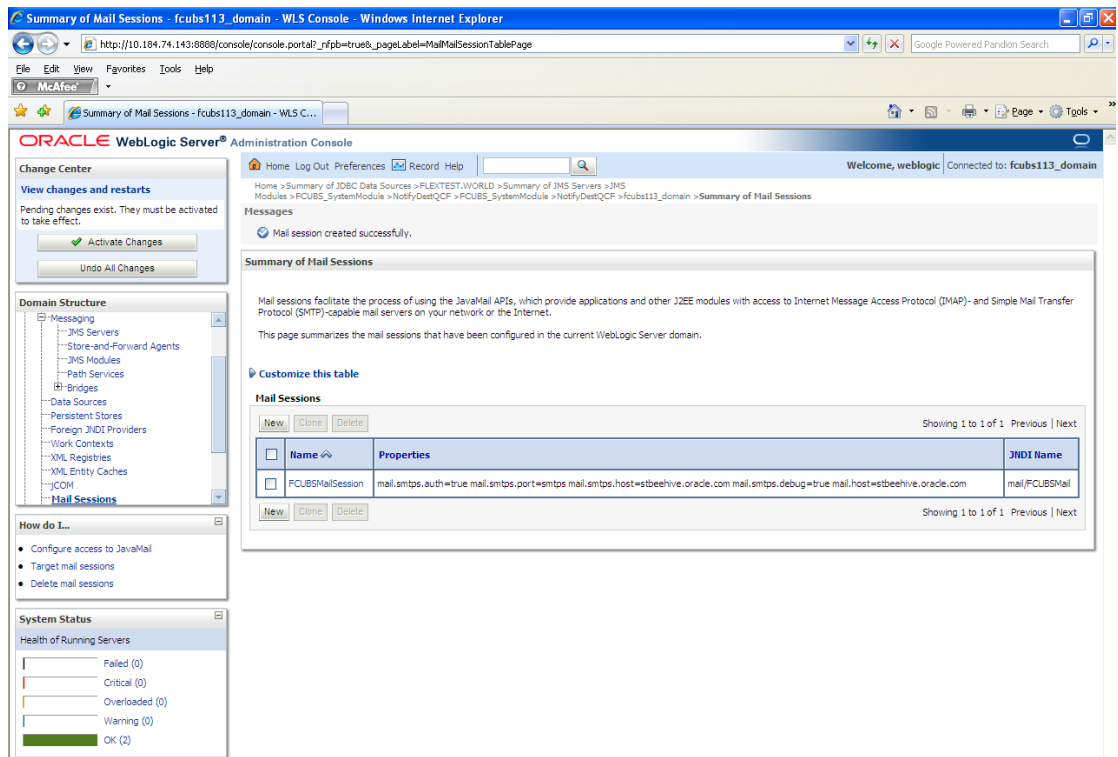 Summary of Mail Sessions - fcubs113_domain - WLS Console - Windows Internet Explorer
http://10.184.74.143:8888/console/console.portal?_nfpb=true&_pageLabel=MailMailSessionTablePage
Google Powered Pandion Search
File Edit View Favorites Tools Help
McAfee
Summary of Mail Sessions - fcubs113_domain - WLS C...
Page Tools
ORACLE WebLogic Server® Administration Console
Change Center
View changes and restarts
Pending changes exist. They must be activated
to take effect.
Activate Changes
Undo All Changes
Domain Structure
Messaging
JMS Servers
Store-and-Forward Agents
JMS Modules
Path Services
Bridges
Data Sources
Persistent Stores
Foreign JNDI Providers
Work Contexts
XML Registries
XML Entity Caches
jCOM
Mail Sessions
How do I...
Configure access to JavaMail
Target mail sessions
Delete mail sessions
System Status
Health of Running Servers
Failed (0)
Critical (0)
Overloaded (0)
Warning (0)
OK (2)
Home Log Out Preferences Record Help
Welcome, weblogic Connected to: fcubs113_domain
Home >Summary of JDBC Data Sources >FLEXTEST.WORLD >Summary of JMS Servers >JMS
Modules >FCUBS_SystemModule >NotifyDestQCF >FCUBS_SystemModule >NotifyDestQCF >fcubs113_domain >Summary of Mail Sessions
Messages
Mail session created successfully.
Summary of Mail Sessions
Mail sessions facilitate the process of using the JavaMail APIs, which provide applications and other J2EE modules with access to Internet Message Access Protocol (IMAP)- and Simple Mail Transfer
Protocol (SMTP)-capable mail servers on your network or the Internet.
This page summarizes the mail sessions that have been configured in the current WebLogic Server domain.
Customize this table
Mail Sessions
New Clone Delete
Showing 1 to 1 of 1 Previous | Next
Name Properties JNDI Name
FCUBSMailSession mail.smtps.auth=true mail.smtps.port=smtps mail.smtps.host=stbeehive.oracle.com mail.smtps.debug=true mail.host=stbeehive.oracle.com mail/FCUBSMail
New Clone Delete
Showing 1 to 1 of 1 Previous | Next